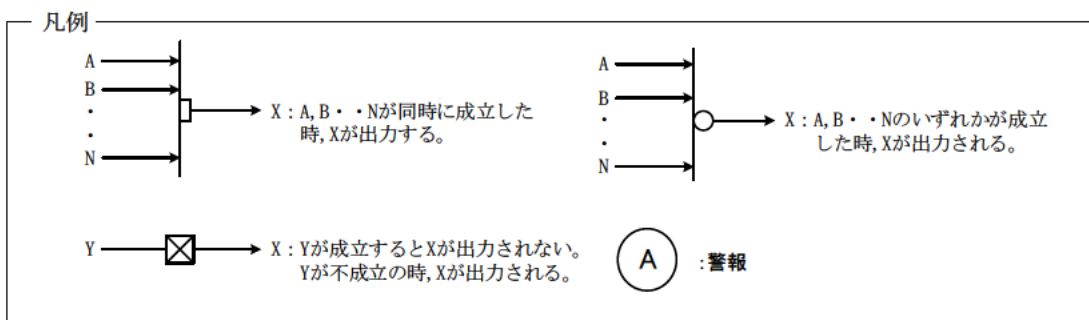 凡例
A
B
・
・
N
X：A,B・・Nが同時に成立した
時,Xが出力する。
A
B
・
・
N
X：A,B・・Nのいずれかが成立
した時,Xが出力される。
Y
X：Yが成立するとXが出力されない。
Yが不成立の時,Xが出力される。
A
：警報